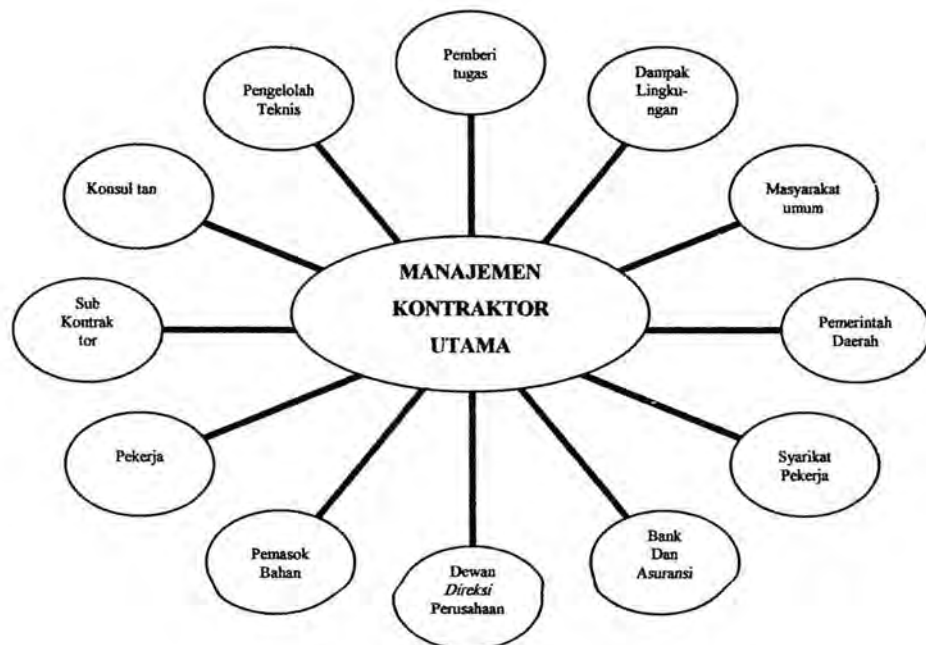 Pemberi
tugas
Pengelolah
Teknis
Dampak
Lingku-
ngan
Konsul tan
Masyarakat
umum
MANAJEMEN
KONTRAKTOR
UTAMA
Sub
Kontrak
tor
Pemerintah
Daerah
Pekerja
Syarikat
Pekerja
Pemasok
Bahan
Dewan
Direksi
Perusahaan
Bank
Dan
Asuransi